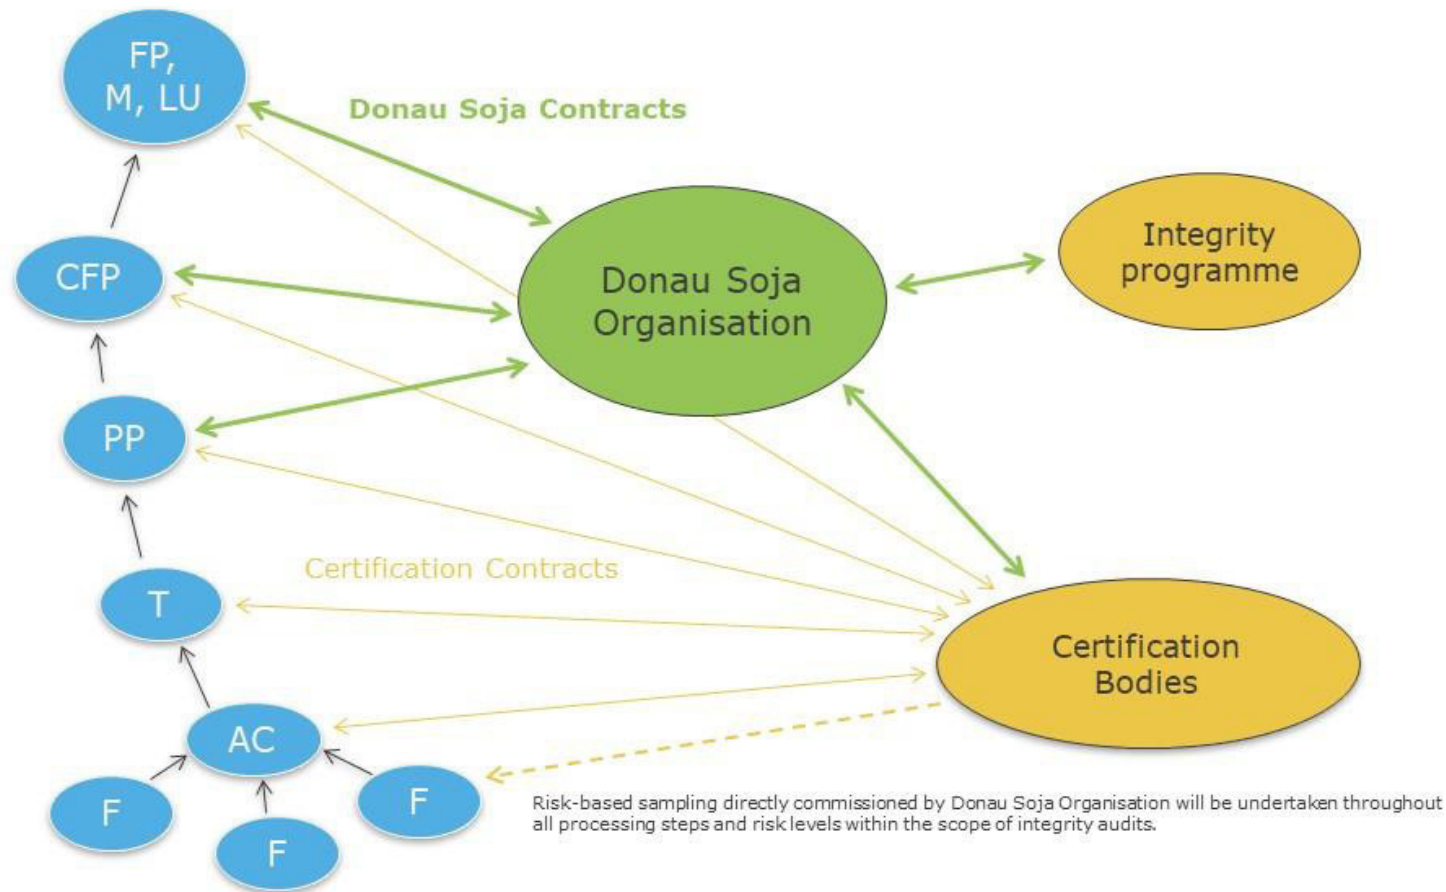 FP,
M, LU
Donau Soja Contracts
Integrity
programme
CFP
Donau Soja
Organisation
PP
Certification Contracts
T
Certification
Bodies
AC
F
F
F
Risk-based sampling directly commissioned by Donau Soja Organisation will be undertaken throughout
all processing steps and risk levels within the scope of integrity audits.